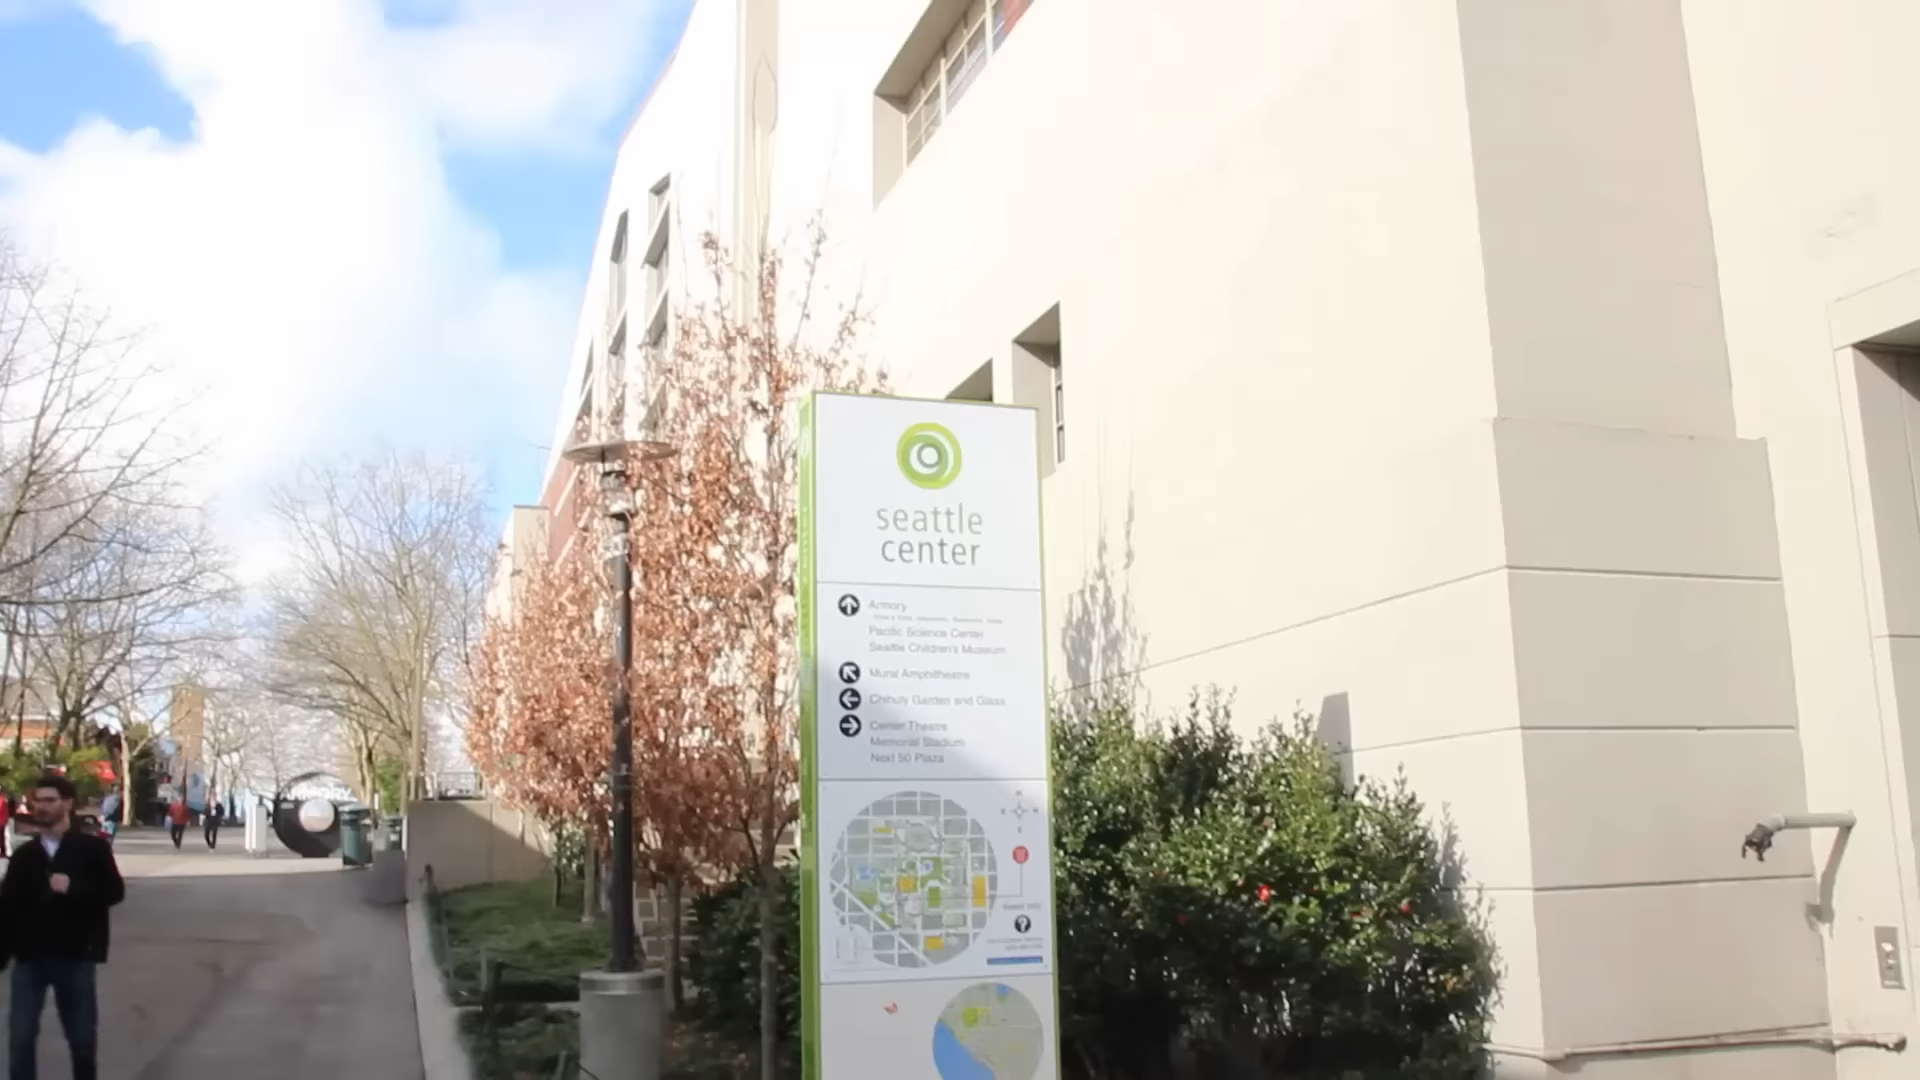 seattle
center
Armory
Pacific Science Center
Seattle Children's Museum
Mural Amphitheatre
Chihuly Garden and Glass
Center Theatre
Memorial Stadium
Next 50 Plaza
ARMORY